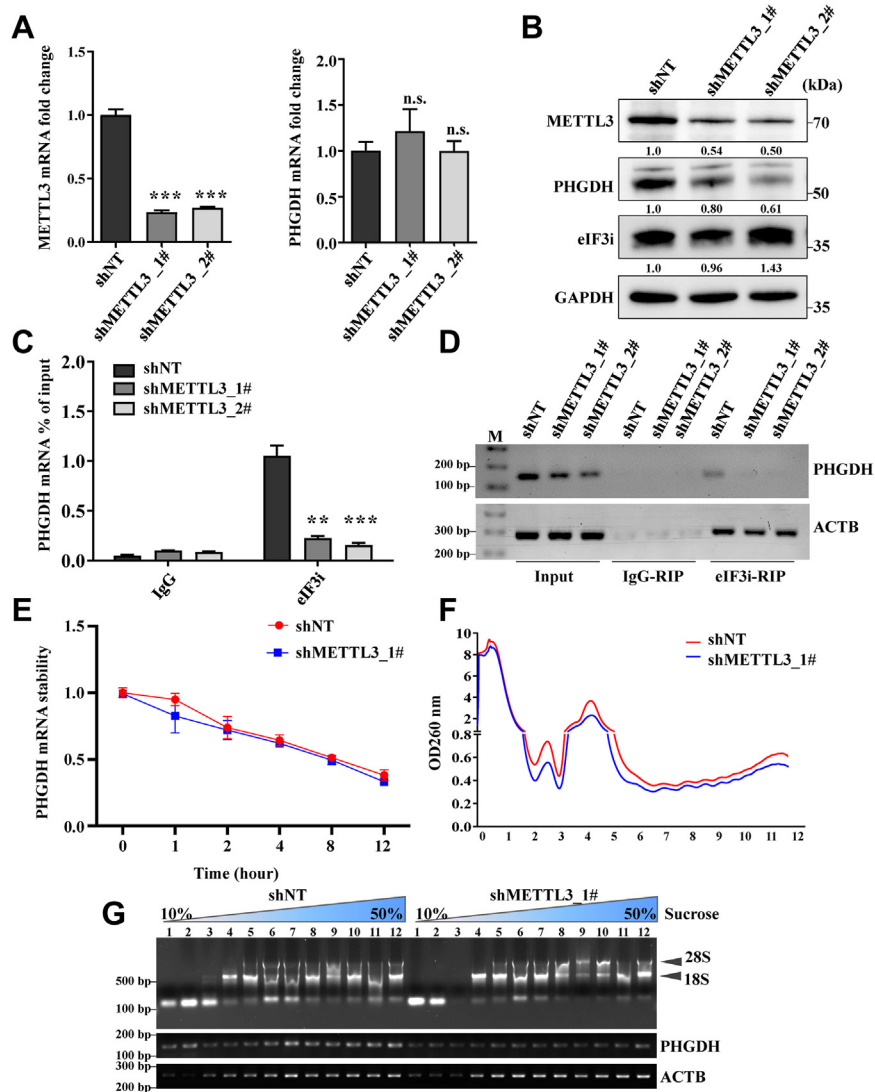 A
METTL3 mRNA fold change
1.5
1.0
0.5
0.0
***
***
shNT
shMETTL3_1#
shMETTL3_2#
PHGDH mRNA fold change
2.0
1.5
1.0
0.5
0.0
n.s.
n.s.
shNT
shMETTL3_1#
shMETTL3_2#
B
shNT
shMETTL3_1#
shMETTL3_2#
(kDa)
METTL3
70
1.0 0.54 0.50
PHGDH
50
1.0 0.80 0.61
eIF3i
35
1.0 0.96 1.43
GAPDH
35
C
PHGDH mRNA % of input
2.0
1.5
1.0
0.5
0.0
shNT
shMETTL3_1#
shMETTL3_2#
**
***
IgG
eIF3i
D
M
shNT
shMETTL3_1#
shMETTL3_2#
shNT
shMETTL3_1#
shMETTL3_2#
shNT
shMETTL3_1#
shMETTL3_2#
200 bp
100 bp
PHGDH
300 bp
200 bp
ACTB
Input
IgG-RIP
eIF3i-RIP
E
PHGDH mRNA stability
1.5
1.0
0.5
0.0
shNT
shMETTL3_1#
0 1 2 4 8 12
Time (hour)
F
OD260 nm
10
8
6
4
2
0.8
0.6
0.4
0.2
0.0
shNT
shMETTL3_1#
0 1 2 3 4 5 6 7 8 9 10 11 12
G
shNT
shMETTL3_1#
10% 50% 10% 50% Sucrose
1 2 3 4 5 6 7 8 9 10 11 12 1 2 3 4 5 6 7 8 9 10 11 12
500 bp
100 bp
28S
18S
200 bp
100 bp
PHGDH
300 bp
200 bp
ACTB